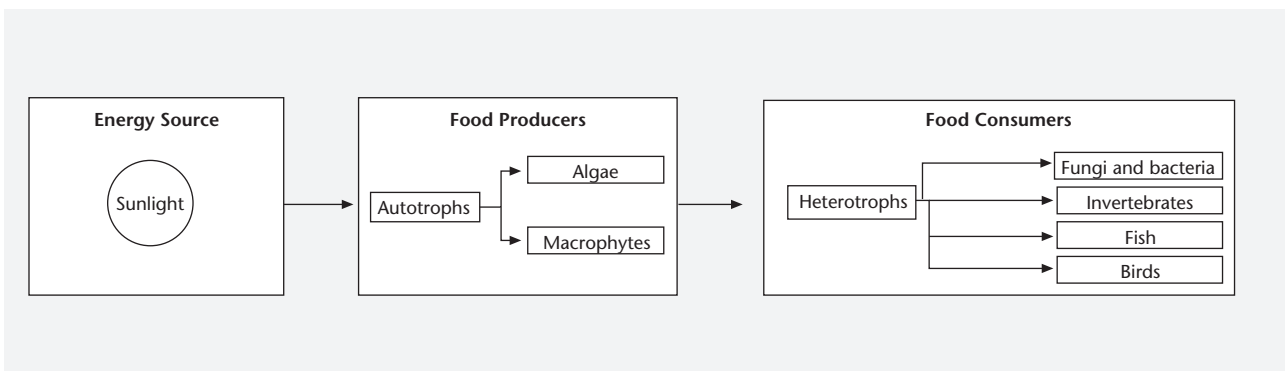 Energy Source
Sunlight
Food Producers
Autotrophs
Algae
Macrophytes
Food Consumers
Heterotrophs
Fungi and bacteria
Invertebrates
Fish
Birds